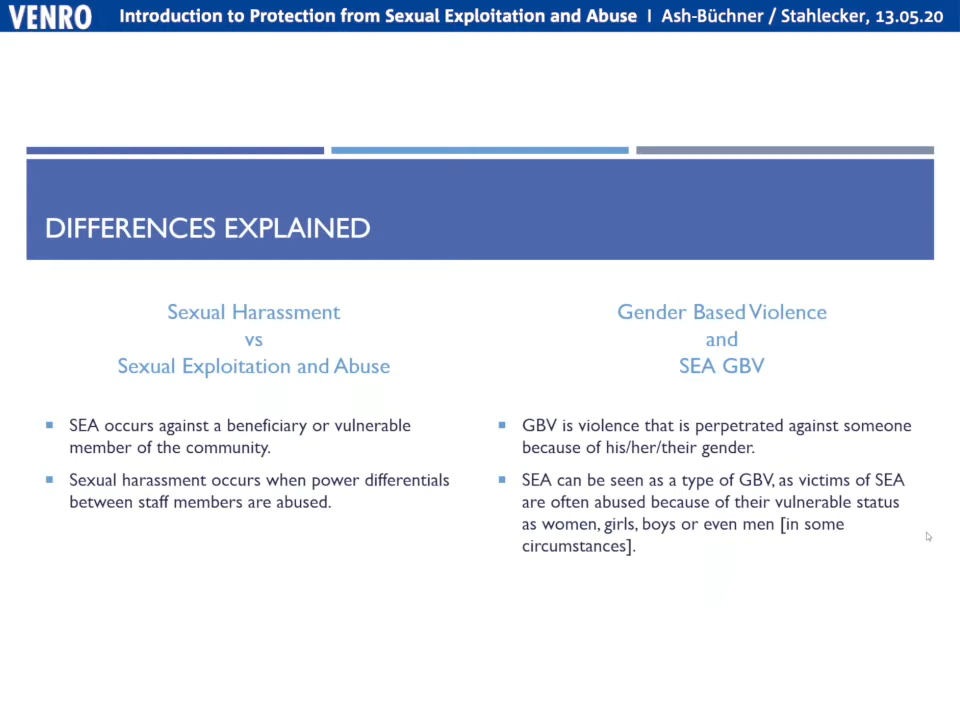 VENRO Introduction to Protection from Sexual Exploitation and Abuse I Ash-Büchner / Stahlecker, 13.05.20
DIFFERENCES EXPLAINED
Sexual Harassment
vs
Sexual Exploitation and Abuse
SEA occurs against a beneficiary or vulnerable
member of the community.
Sexual harassment occurs when power differentials
between staff members are abused.
Gender Based Violence
and
SEA GBV
GBV is violence that is perpetrated against someone
because of his/her/their gender.
SEA can be seen as a type of GBV, as victims of SEA
are often abused because of their vulnerable status
as women, girls, boys or even men [in some
circumstances].